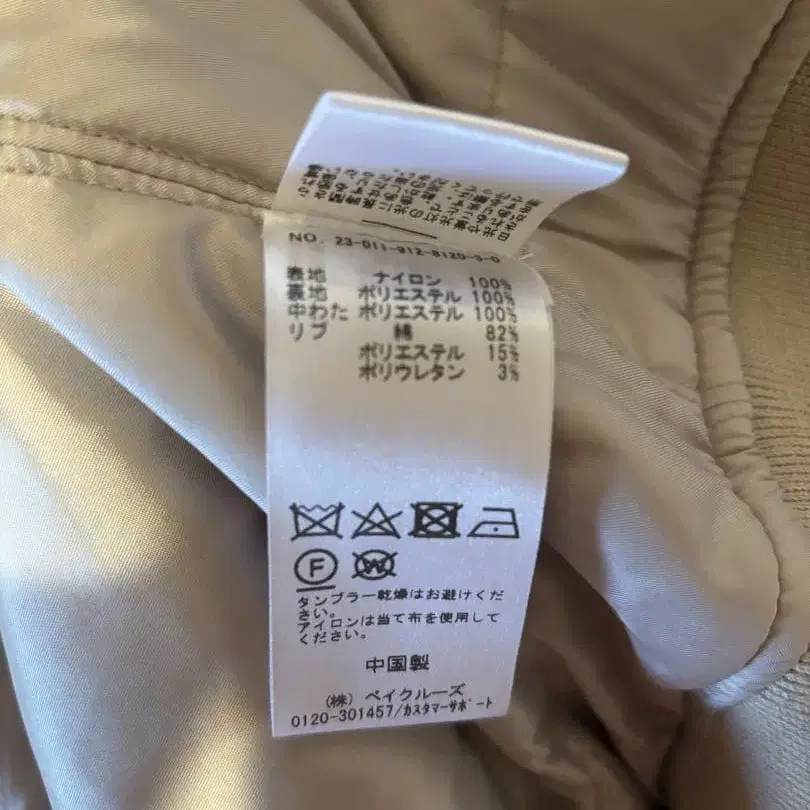 NO. 23-011-912-8120-3-0
表地 ナイロン 100%
裏地 ポリエステル 100%
中わた ポリエステル 100%
リブ 綿 82%
ポリエステル 15%
ポリウレタン 3%
F W
タンブラー乾燥はお避けくだ
さい。
アイロンは当て布を使用して
ください。
中国製
(株) ベイクルーズ
0120-301457/カスタマーサポート